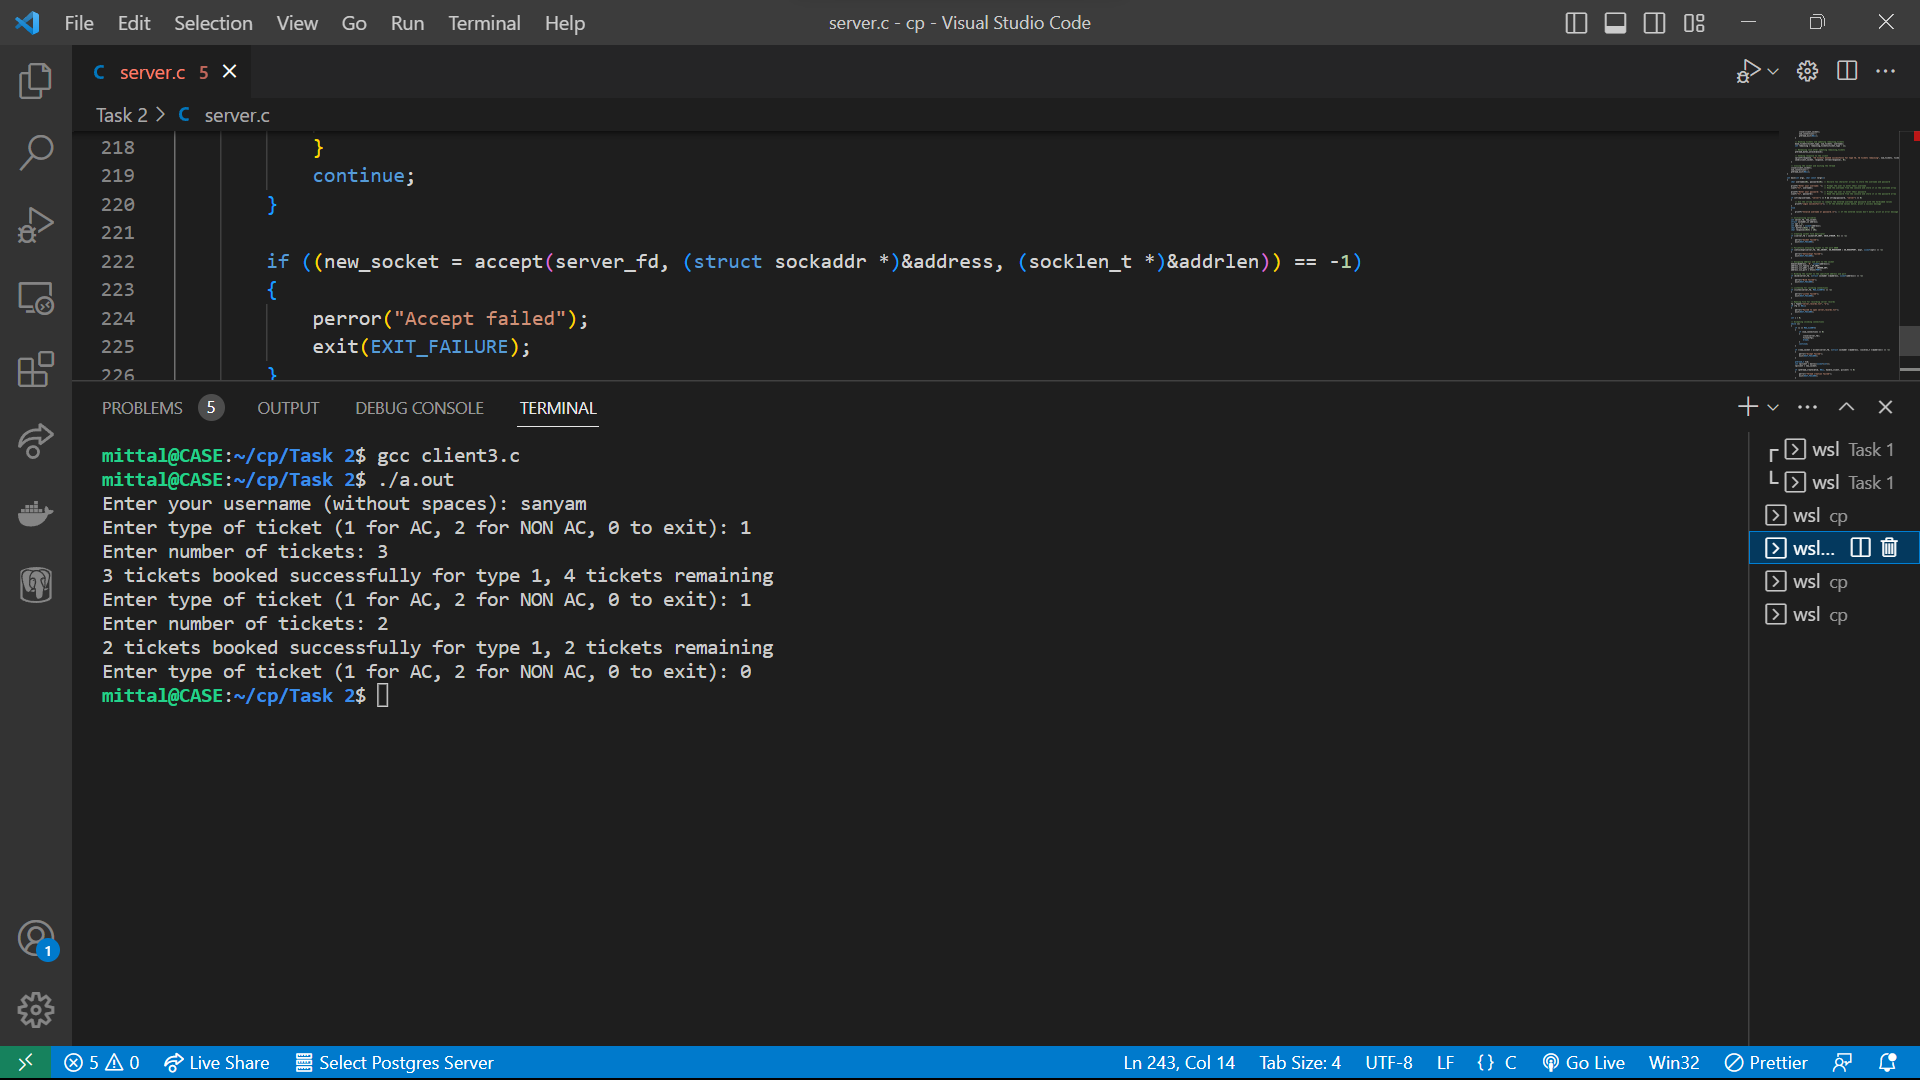 File Edit Selection View Go Run Terminal Help
server.c - cp - Visual Studio Code
C server.c 5
Task 2 > C server.c
218 }
219 continue;
220 }
221
222 if ((new_socket = accept(server_fd, (struct sockaddr *)&address, (socklen_t *)&addrlen)) == -1)
223 {
224 perror("Accept failed");
225 exit(EXIT_FAILURE);
226 }
PROBLEMS 5 OUTPUT DEBUG CONSOLE TERMINAL
mittal@CASE:~/cp/Task 2$ gcc client3.c
mittal@CASE:~/cp/Task 2$ ./a.out
Enter your username (without spaces): sanyam
Enter type of ticket (1 for AC, 2 for NON AC, 0 to exit): 1
Enter number of tickets: 3
3 tickets booked successfully for type 1, 4 tickets remaining
Enter type of ticket (1 for AC, 2 for NON AC, 0 to exit): 1
Enter number of tickets: 2
2 tickets booked successfully for type 1, 2 tickets remaining
Enter type of ticket (1 for AC, 2 for NON AC, 0 to exit): 0
mittal@CASE:~/cp/Task 2$
wsl Task 1
wsl Task 1
wsl cp
wsl...
wsl cp
wsl cp
1
5 0 Live Share Select Postgres Server
Ln 243, Col 14 Tab Size: 4 UTF-8 LF {} C Go Live Win32 Prettier